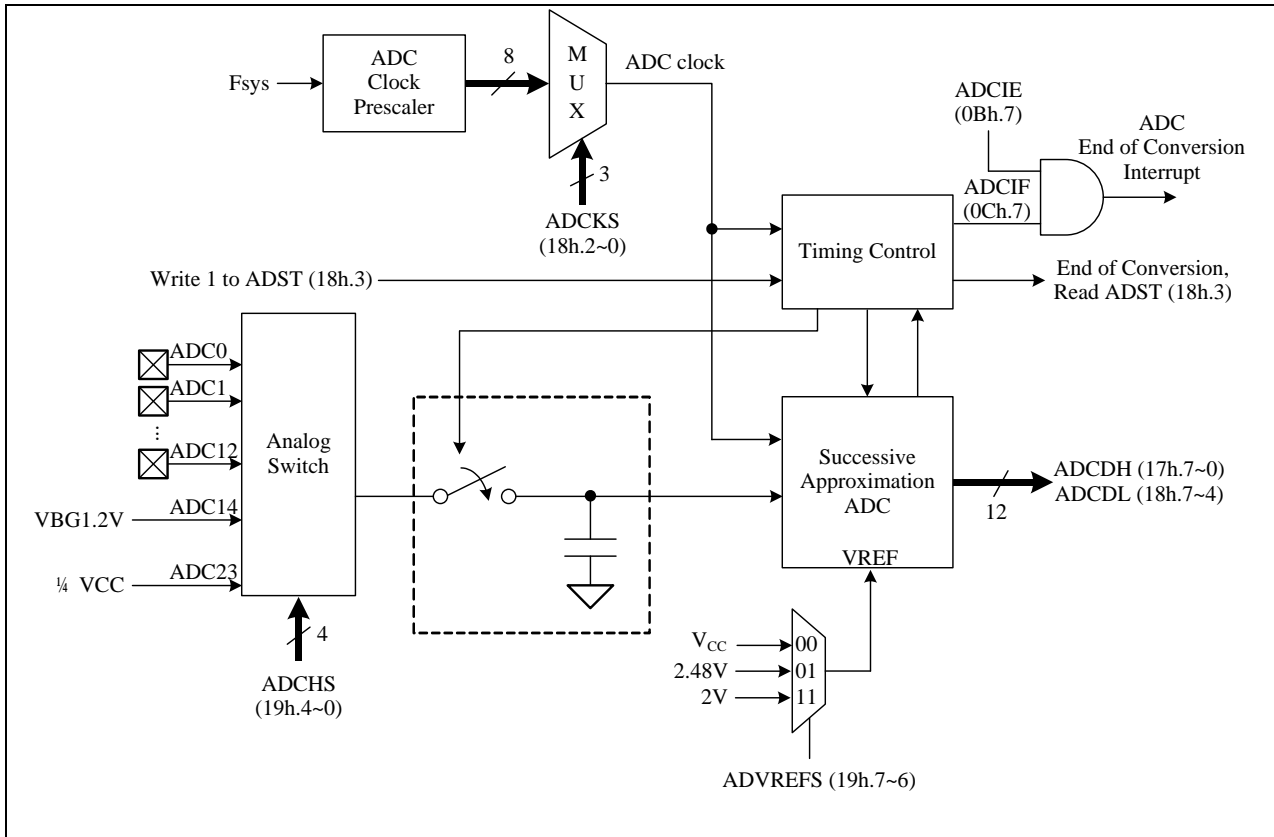 Fsys
ADC
Clock
Prescaler
8
M
U
X
ADC clock
3
ADCKS
(18h.2~0)
ADCIE
(0Bh.7)
ADCIF
(0Ch.7)
ADC
End of Conversion
Interrupt
Timing Control
Write 1 to ADST (18h.3)
End of Conversion,
Read ADST (18h.3)
ADC0
ADC1
...
ADC12
VBG1.2V
ADC14
¼ VCC
ADC23
Analog
Switch
4
ADCHS
(19h.4~0)
Successive
Approximation
ADC
VREF
12
ADCDH (17h.7~0)
ADCDL (18h.7~4)
VCC
00
2.48V
01
2V
11
ADVREFS (19h.7~6)